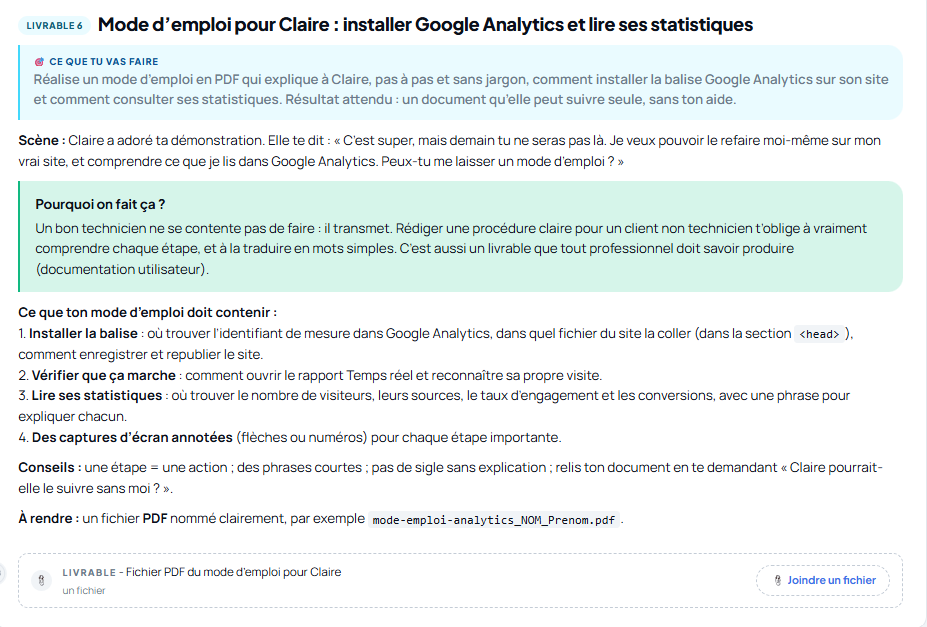 LIVRABLE 6 Mode d'emploi pour Claire : installer Google Analytics et lire ses statistiques
CE QUE TU VAS FAIRE
Réalise un mode d'emploi en PDF qui explique à Claire, pas à pas et sans jargon, comment installer la balise Google Analytics sur son site
et comment consulter ses statistiques. Résultat attendu : un document qu'elle peut suivre seule, sans ton aide.
Scène : Claire a adoré ta démonstration. Elle te dit : « C'est super, mais demain tu ne seras pas là. Je veux pouvoir le refaire moi-même sur mon
vrai site, et comprendre ce que je lis dans Google Analytics. Peux-tu me laisser un mode d'emploi ? »
Pourquoi on fait ça ?
Un bon technicien ne se contente pas de faire : il transmet. Rédiger une procédure claire pour un client non technicien t'oblige à vraiment
comprendre chaque étape, et à la traduire en mots simples. C'est aussi un livrable que tout professionnel doit savoir produire
(documentation utilisateur).
Ce que ton mode d'emploi doit contenir :
1. Installer la balise : où trouver l'identifiant de mesure dans Google Analytics, dans quel fichier du site la coller (dans la section <head> ),
comment enregistrer et republier le site.
2. Vérifier que ça marche : comment ouvrir le rapport Temps réel et reconnaître sa propre visite.
3. Lire ses statistiques : où trouver le nombre de visiteurs, leurs sources, le taux d'engagement et les conversions, avec une phrase pour
expliquer chacun.
4. Des captures d'écran annotées (flèches ou numéros) pour chaque étape importante.
Conseils : une étape = une action ; des phrases courtes ; pas de sigle sans explication ; relis ton document en te demandant « Claire pourrait-
elle le suivre sans moi ? ».
À rendre : un fichier PDF nommé clairement, par exemple mode-emploi-analytics_NOM_Prenom.pdf .
LIVRABLE - Fichier PDF du mode d'emploi pour Claire
un fichier
Joindre un fichier